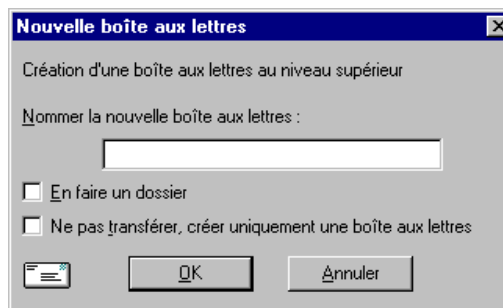 Nouvelle boîte aux lettres
Création d'une boîte aux lettres au niveau supérieur
Nommer la nouvelle boîte aux lettres :
En faire un dossier
Ne pas transférer, créer uniquement une boîte aux lettres
OK Annuler